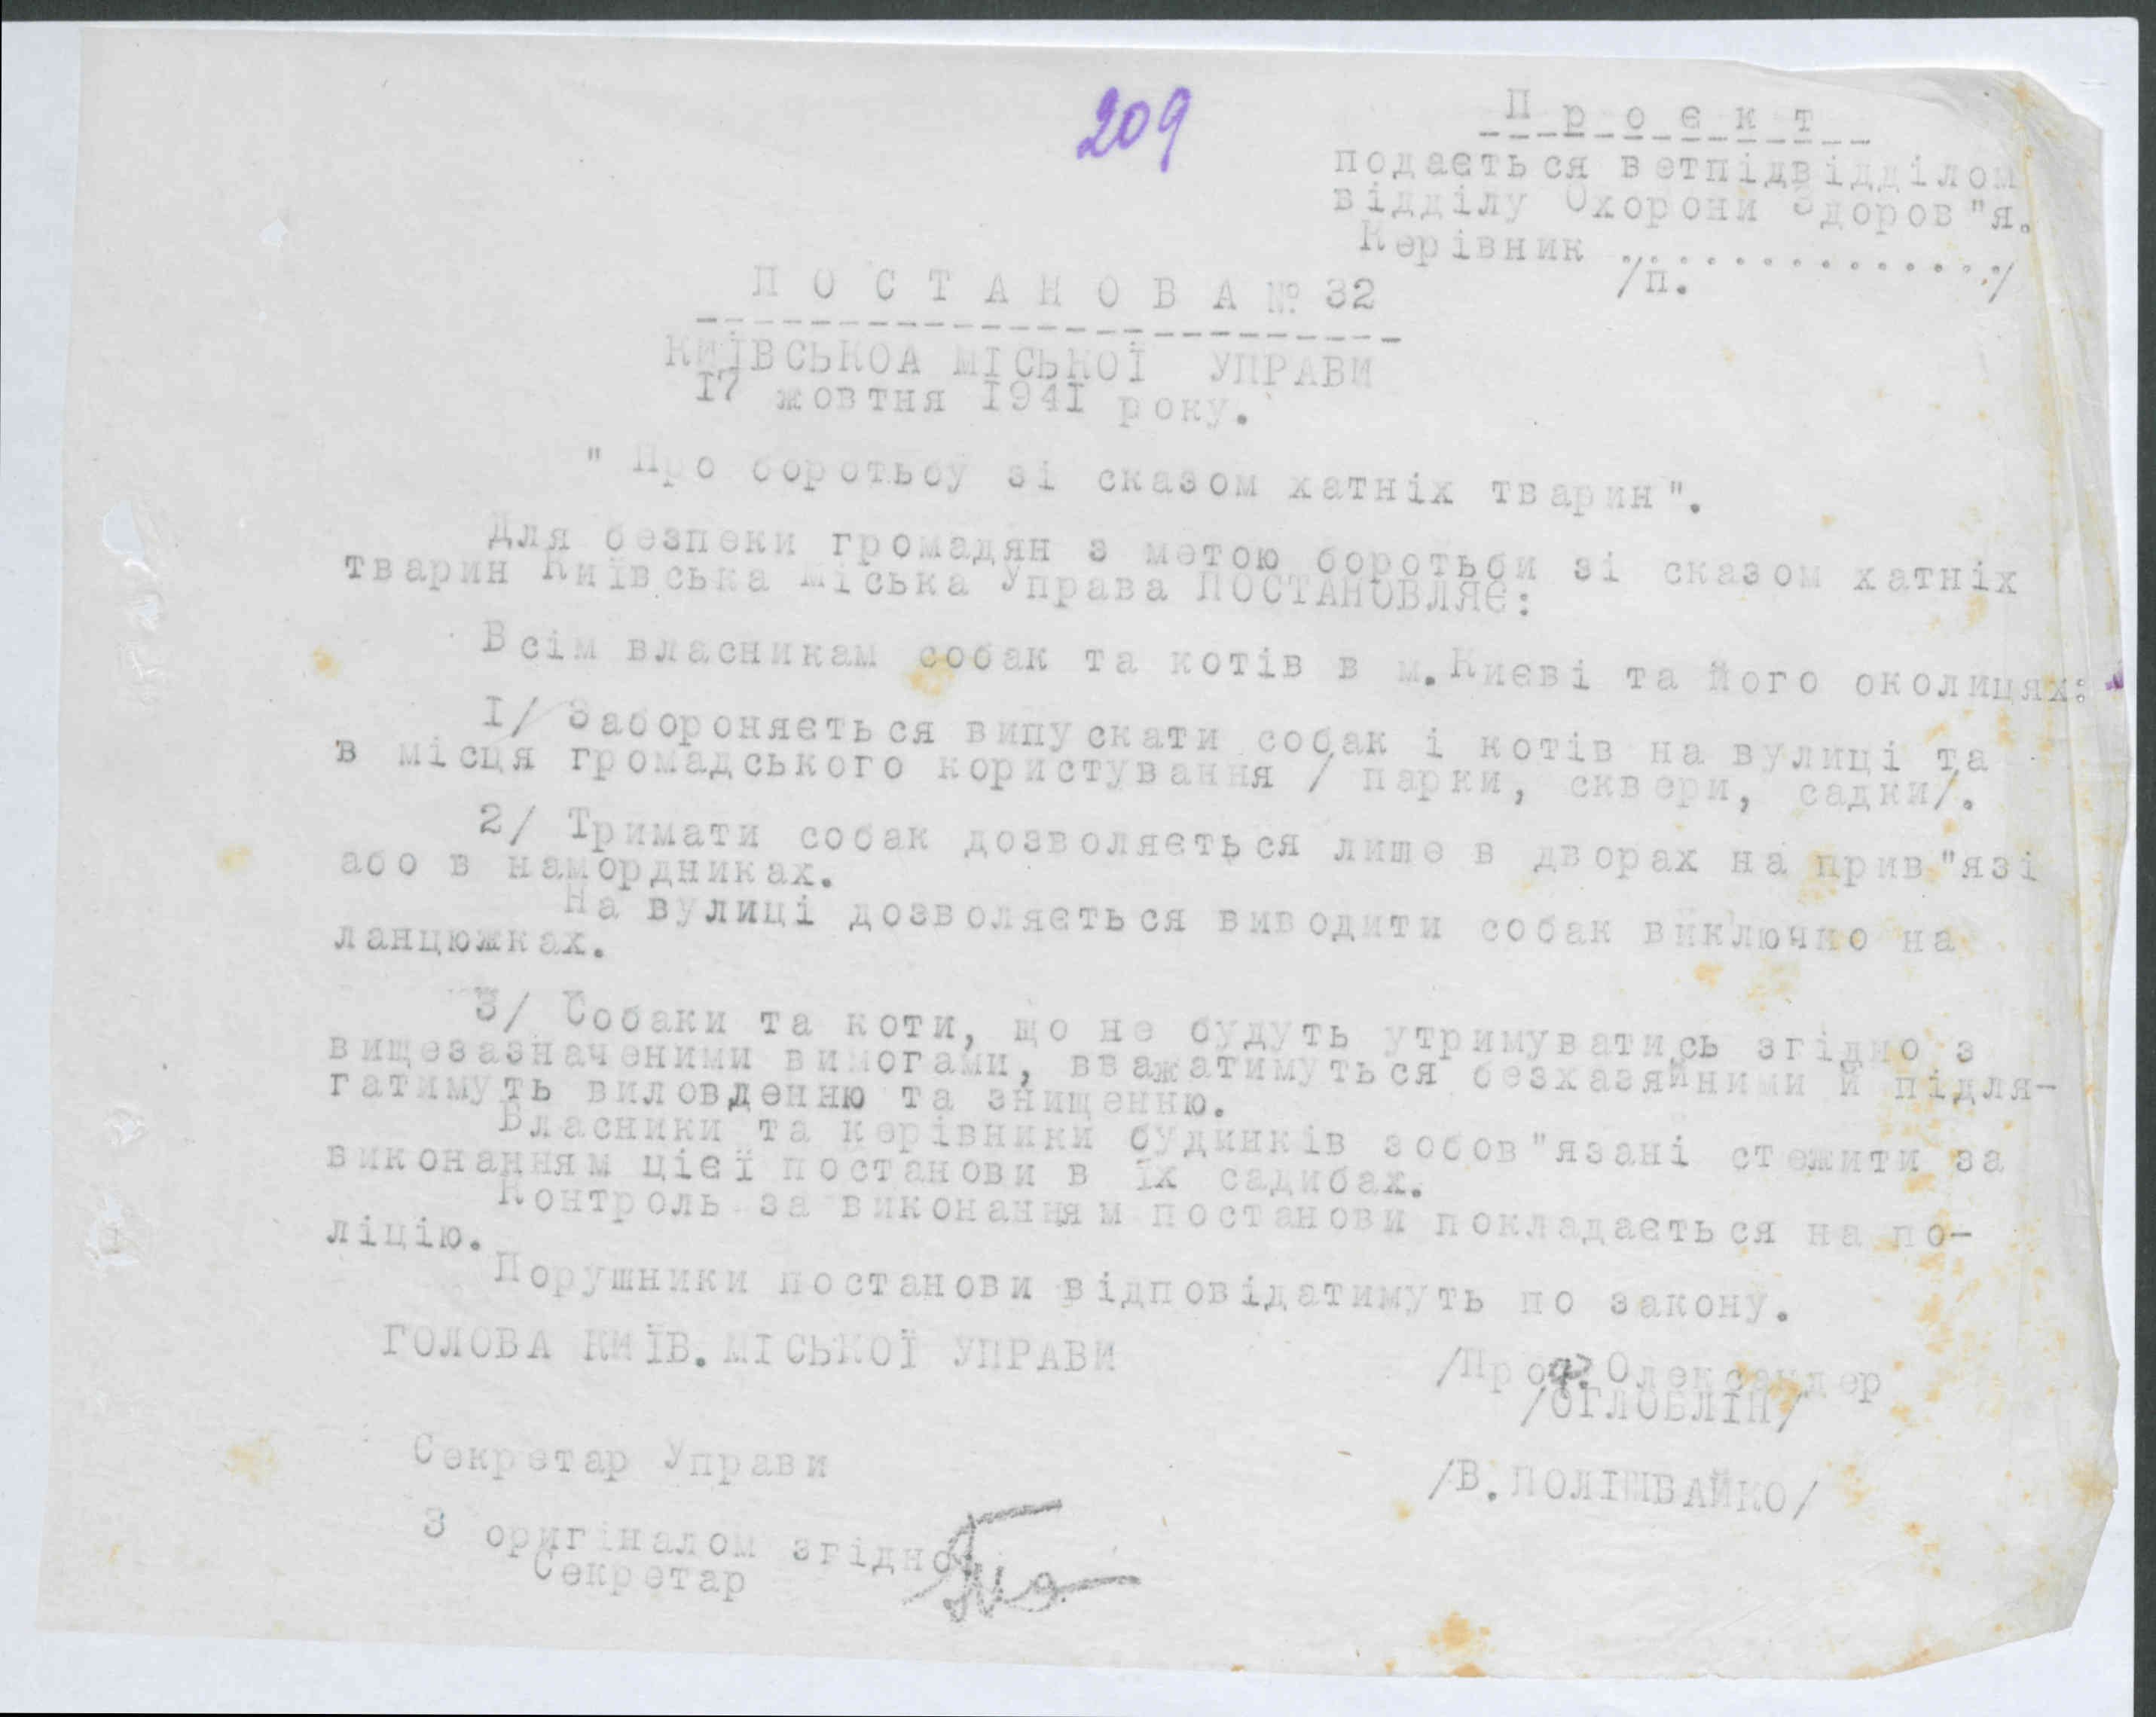 209
П р о є к т
подається ветпідвідділом
відділу Охорони Здоров"я.
Керівник ..............
/п. ./
П О С Т А Н О В А № 32
КИЇВСЬКОА МІСЬКОЇ УПРАВИ
17 жовтня 1941 року.
" Про боротьбу зі сказом хатніх тварин".
Для безпеки громадян з метою боротьби зі сказом хатніх
тварин Київська Міська Управа ПОСТАНОВЛЯЄ:
Всім власникам собак та котів в м.Києві та його околицях:
1/ Забороняється випускати собак і котів на вулиці та
в місця громадського користування / парки, сквери, садки/.
2/ Тримати собак дозволяється лише в дворах на прив"язі
або в намордниках.
На вулиці дозволяється виводити собак виключно на
ланцюжках.
3/ Собаки та коти, що не будуть утримуватись згідно з
вищезазначеними вимогами, вважатимуться безхазяйними й підля-
гатимуть виловденню та знищенню.
Власники та керівники будинків зобов"язані стежити за
виконанням цієї постанови в їх садибах.
Контроль за виконанням постанови покладається на по-
ліцію.
Порушники постанови відповідатимуть по закону.
ГОЛОВА КИЇВ.МІСЬКОЇ УПРАВИ
/Проф.Олександер
/ОГЛОБЛІН/
Секретар Управи
/В.ПОЛІШВАЙКО/
З оригіналом згідно
Секретар